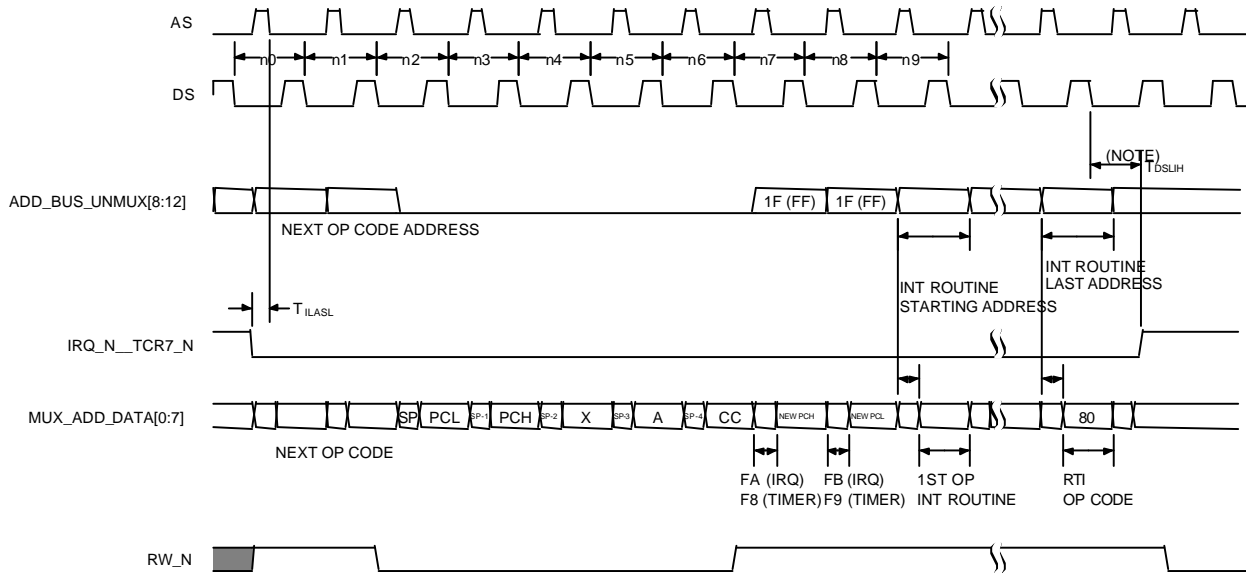 AS
n0 n1 n2 n3 n4 n5 n6 n7 n8 n9
DS
(NOTE)
TDSLIH
ADD_BUS_UNMUX[8:12]
1F (FF) 1F (FF)
NEXT OP CODE ADDRESS
INT ROUTINE
STARTING ADDRESS
INT ROUTINE
LAST ADDRESS
TILASL
IRQ_N__TCR7_N
MUX_ADD_DATA[0:7]
SP PCL SP-1 PCH SP-2 X SP-3 A SP-4 CC NEW PCH NEW PCL 80
NEXT OP CODE
FA (IRQ)
F8 (TIMER)
FB (IRQ)
F9 (TIMER)
1ST OP
INT ROUTINE
RTI
OP CODE
RW_N